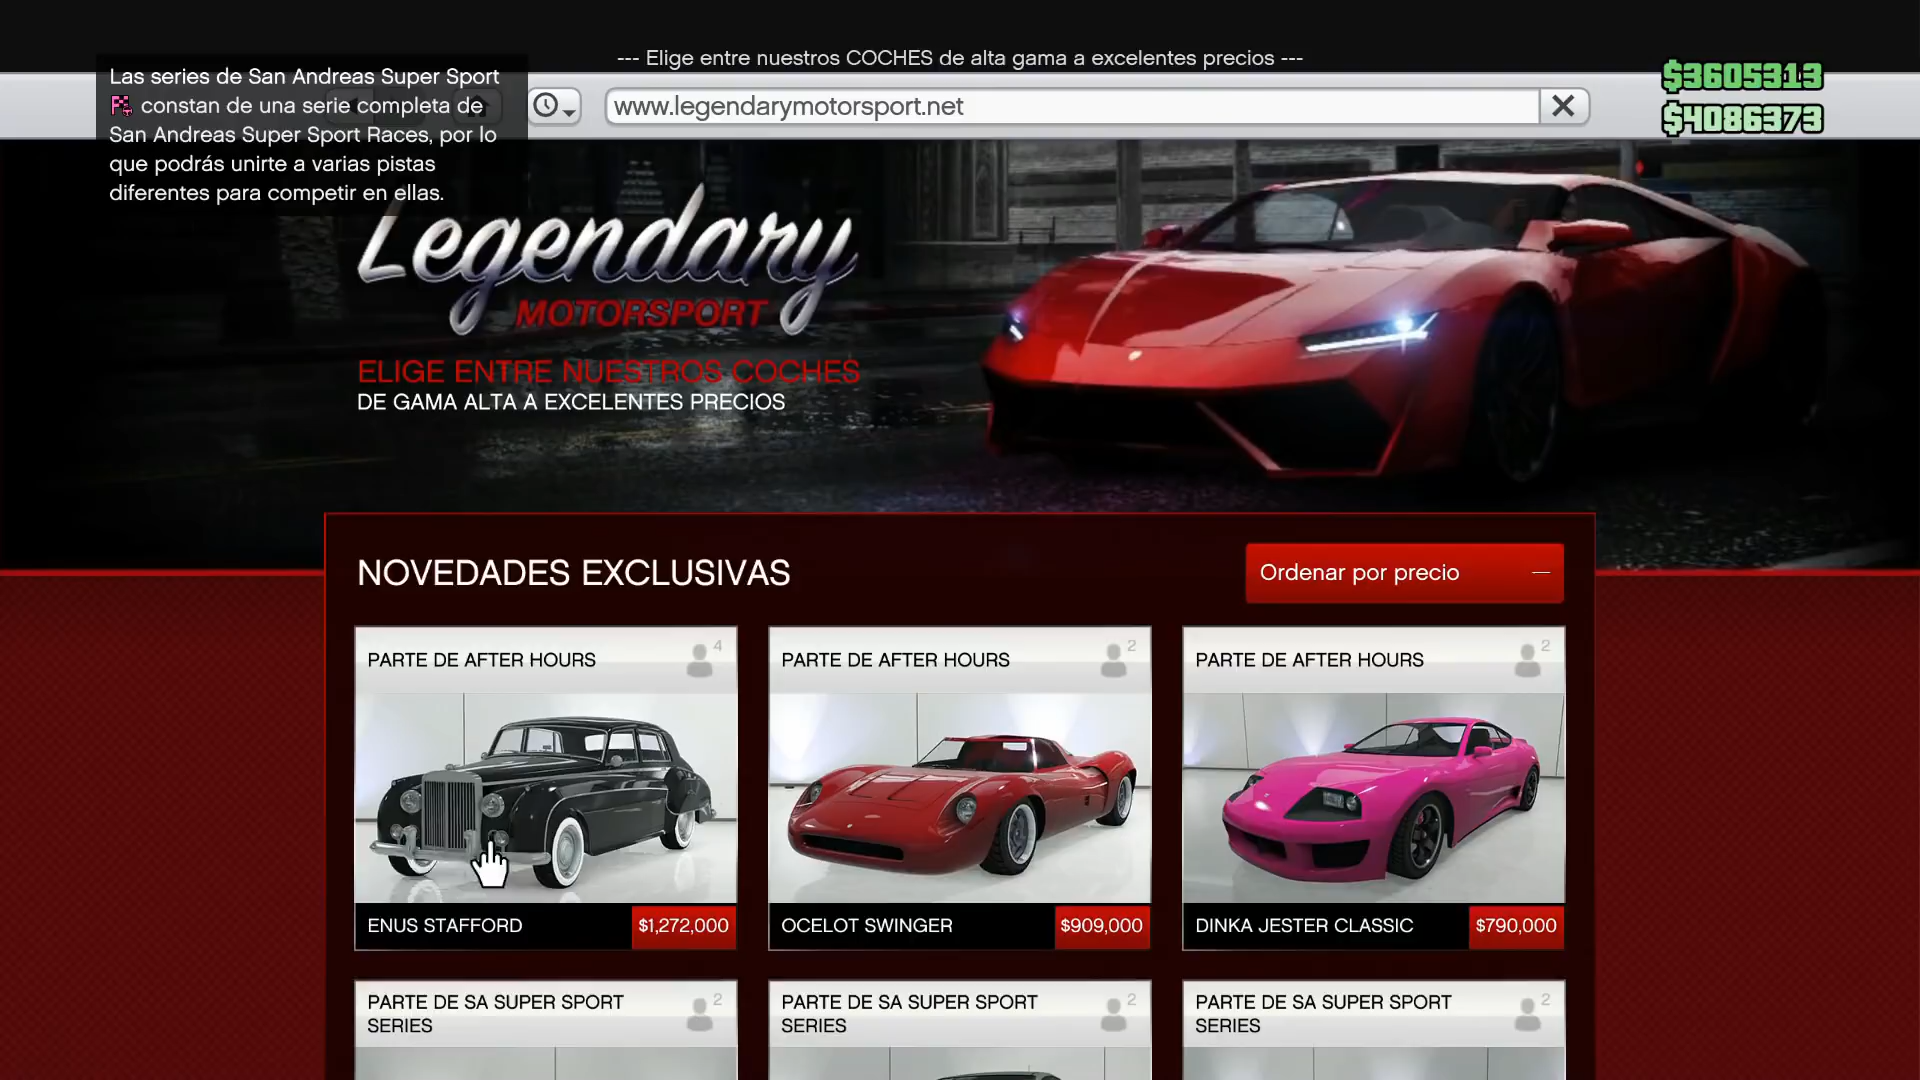 --- Elige entre nuestros COCHES de alta gama a excelentes precios ---
Las series de San Andreas Super Sport
constan de una serie completa de
San Andreas Super Sport Races, por lo
que podrás unirte a varias pistas
diferentes para competir en ellas.
www.legendarymotorsport.net
$3605313
$4086373
Legendary
MOTORSPORT
ELIGE ENTRE NUESTROS COCHES
DE GAMA ALTA A EXCELENTES PRECIOS
NOVEDADES EXCLUSIVAS
Ordenar por precio
PARTE DE AFTER HOURS
4
ENUS STAFFORD
$1,272,000
PARTE DE AFTER HOURS
2
OCELOT SWINGER
$909,000
PARTE DE AFTER HOURS
2
DINKA JESTER CLASSIC
$790,000
PARTE DE SA SUPER SPORT
SERIES
2
PARTE DE SA SUPER SPORT
SERIES
2
PARTE DE SA SUPER SPORT
SERIES
2